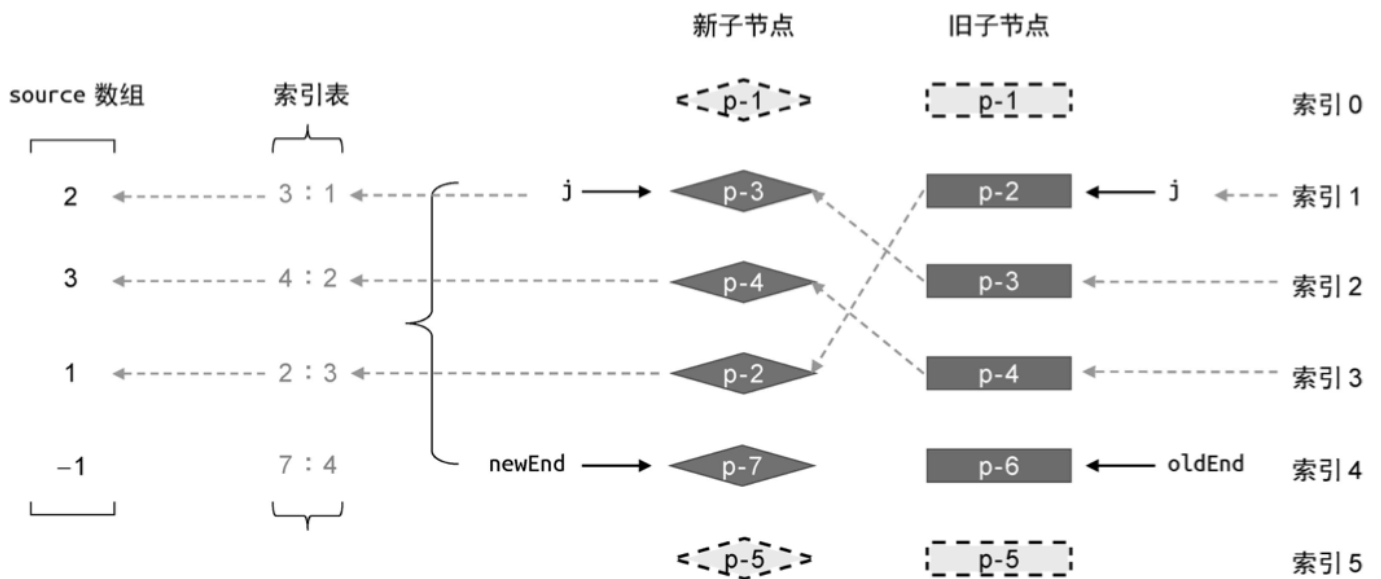 新子节点 旧子节点
source 数组 索引表 p-1 p-1 索引 0
2 3 : 1 j p-3 p-2 j 索引 1
3 4 : 2 p-4 p-3 索引 2
1 2 : 3 p-2 p-4 索引 3
−1 7 : 4 newEnd p-7 p-6 oldEnd 索引 4
p-5 p-5 索引 5